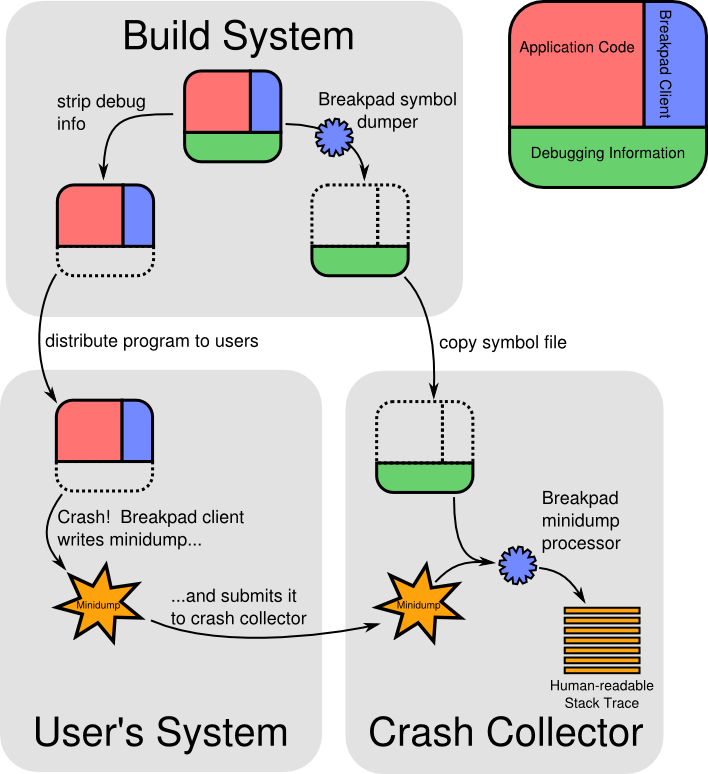 Build System
strip debug
info
Breakpad symbol
dumper
Application Code
Breakpad Client
Debugging Information
distribute program to users
copy symbol file
Crash!  Breakpad client
writes minidump...
Minidump
...and submits it
to crash collector
Minidump
Breakpad
minidump
processor
Human-readable
Stack Trace
User's System
Crash Collector